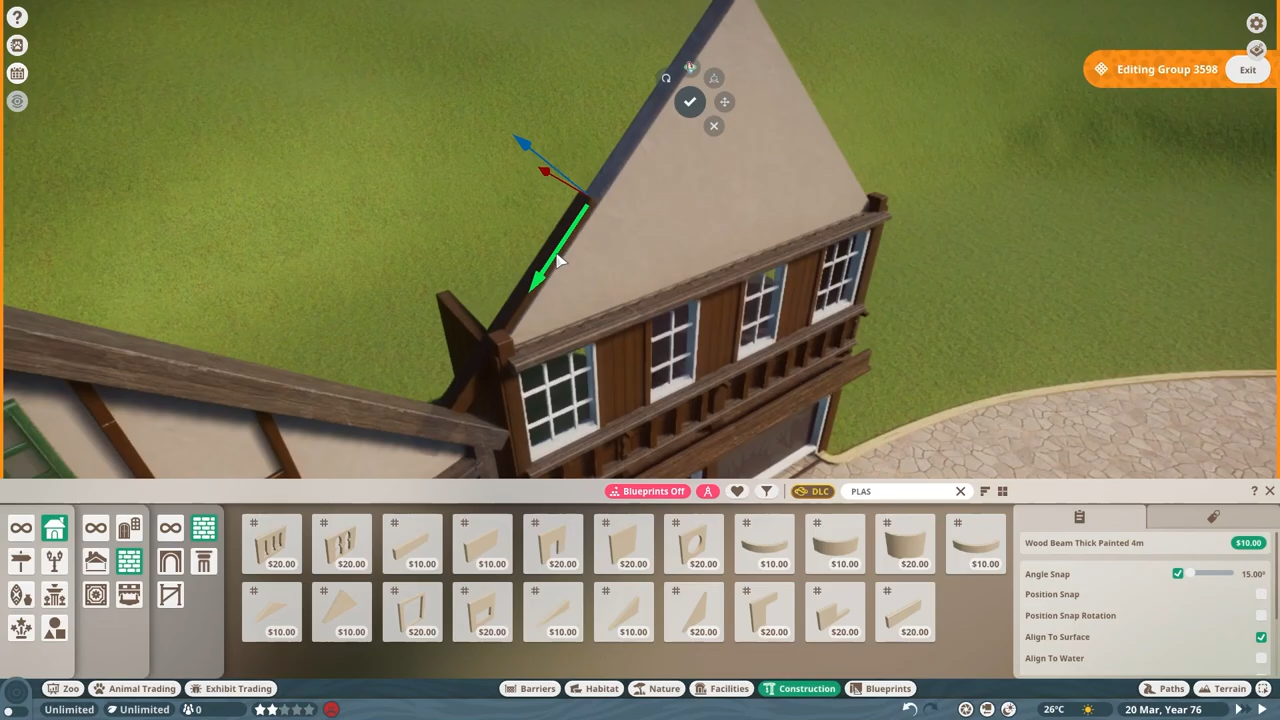 ?
Editing Group 3598
Exit
Blueprints Off
DLC
PLAS
?
$20.00
$20.00
$10.00
$10.00
$20.00
$20.00
$20.00
$10.00
$10.00
$20.00
$10.00
$10.00
$10.00
$20.00
$20.00
$10.00
$10.00
$20.00
$20.00
$20.00
$20.00
Wood Beam Thick Painted 4m
$10.00
Angle Snap
15.00°
Position Snap
Position Snap Rotation
Align To Surface
Align To Water
Zoo
Animal Trading
Exhibit Trading
Barriers
Habitat
Nature
Facilities
Construction
Blueprints
Paths
Terrain
Unlimited
Unlimited
0
26°C
20 Mar, Year 76